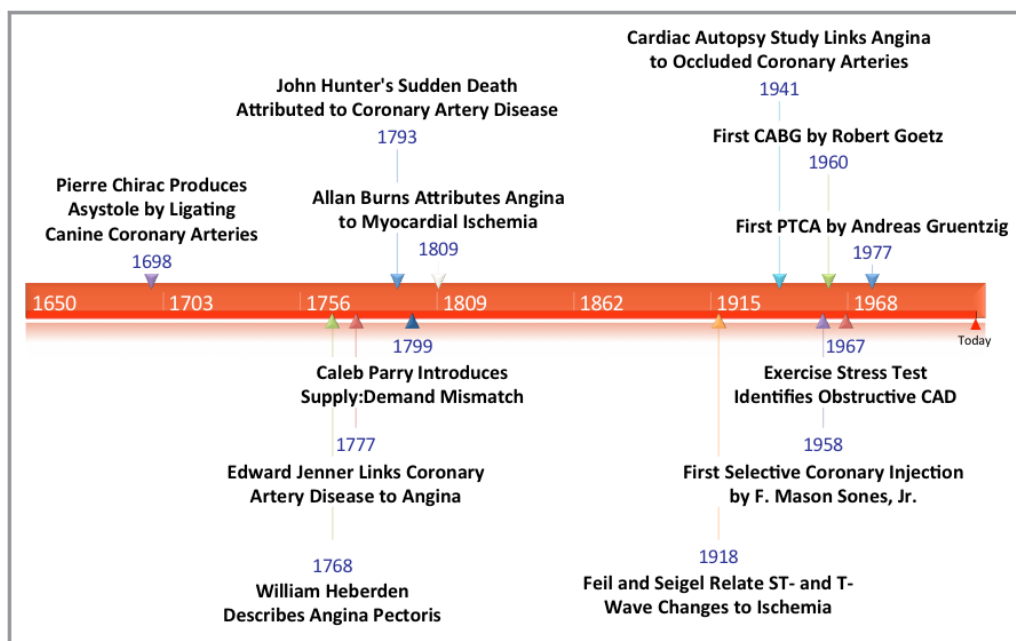 Cardiac Autopsy Study Links Angina
to Occluded Coronary Arteries
1941
John Hunter's Sudden Death
Attributed to Coronary Artery Disease
1793
First CABG by Robert Goetz
1960
Pierre Chirac Produces
Asystole by Ligating
Canine Coronary Arteries
1698
Allan Burns Attributes Angina
to Myocardial Ischemia
1809
First PTCA by Andreas Gruentzig
1977
1650 1703 1756 1809 1862 1915 1968
Today
1799
Caleb Parry Introduces
Supply:Demand Mismatch
1967
Exercise Stress Test
Identifies Obstructive CAD
1777
Edward Jenner Links Coronary
Artery Disease to Angina
1958
First Selective Coronary Injection
by F. Mason Sones, Jr.
1768
William Heberden
Describes Angina Pectoris
1918
Feil and Seigel Relate ST- and T-
Wave Changes to Ischemia